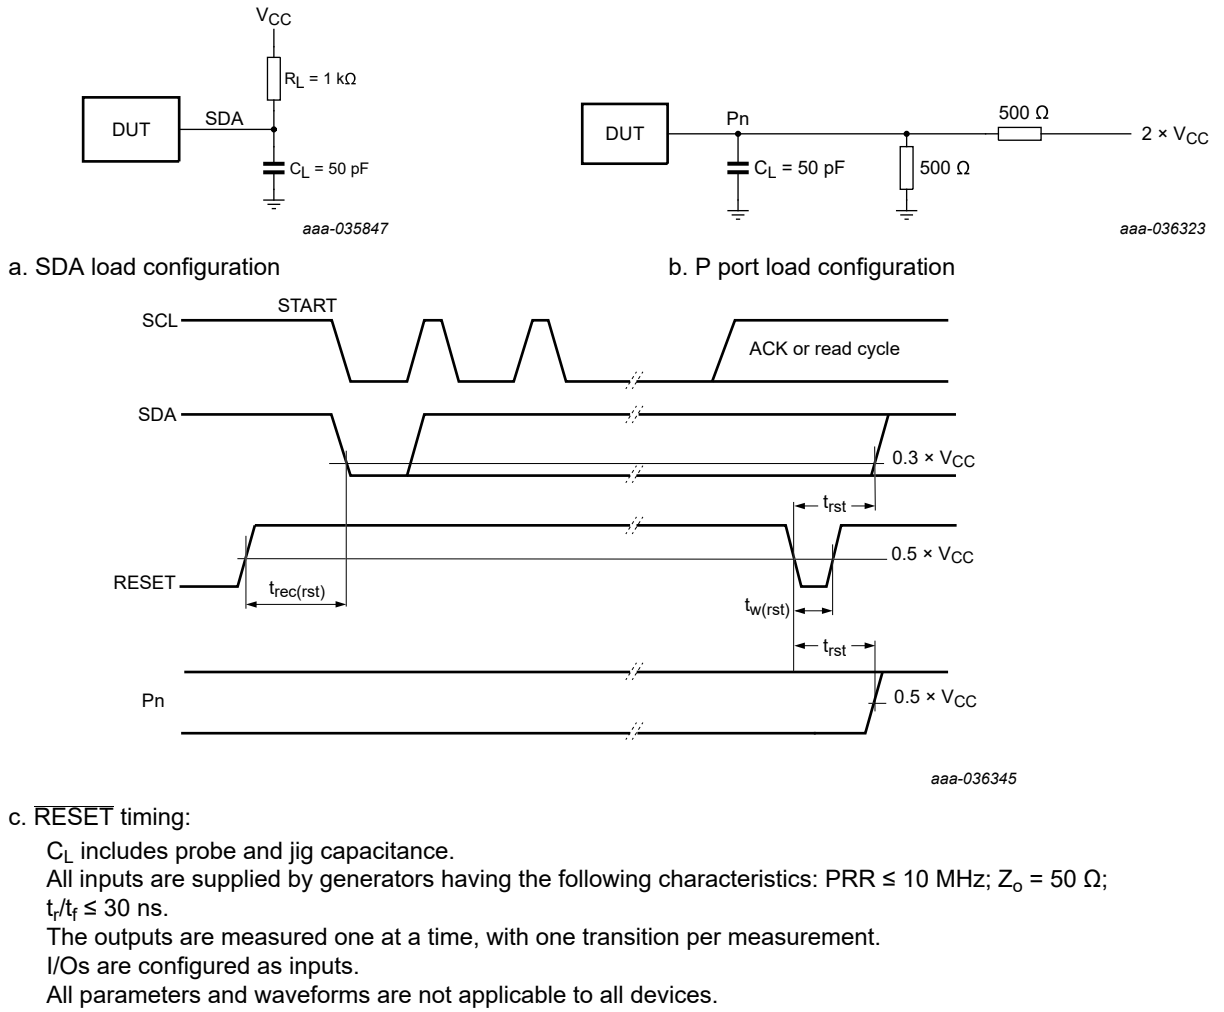 VCC
RL = 1 kΩ
DUT
SDA
CL = 50 pF
aaa-035847
DUT
Pn
500 Ω
2 × VCC
CL = 50 pF
500 Ω
aaa-036323
a. SDA load configuration
b. P port load configuration
START
SCL
ACK or read cycle
SDA
0.3 × VCC
trst
0.5 × VCC
RESET
trec(rst)
tw(rst)
trst
Pn
0.5 × VCC
aaa-036345
c. RESET timing:
CL includes probe and jig capacitance.
All inputs are supplied by generators having the following characteristics: PRR ≤ 10 MHz; Zo = 50 Ω;
tr/tf ≤ 30 ns.
The outputs are measured one at a time, with one transition per measurement.
I/Os are configured as inputs.
All parameters and waveforms are not applicable to all devices.